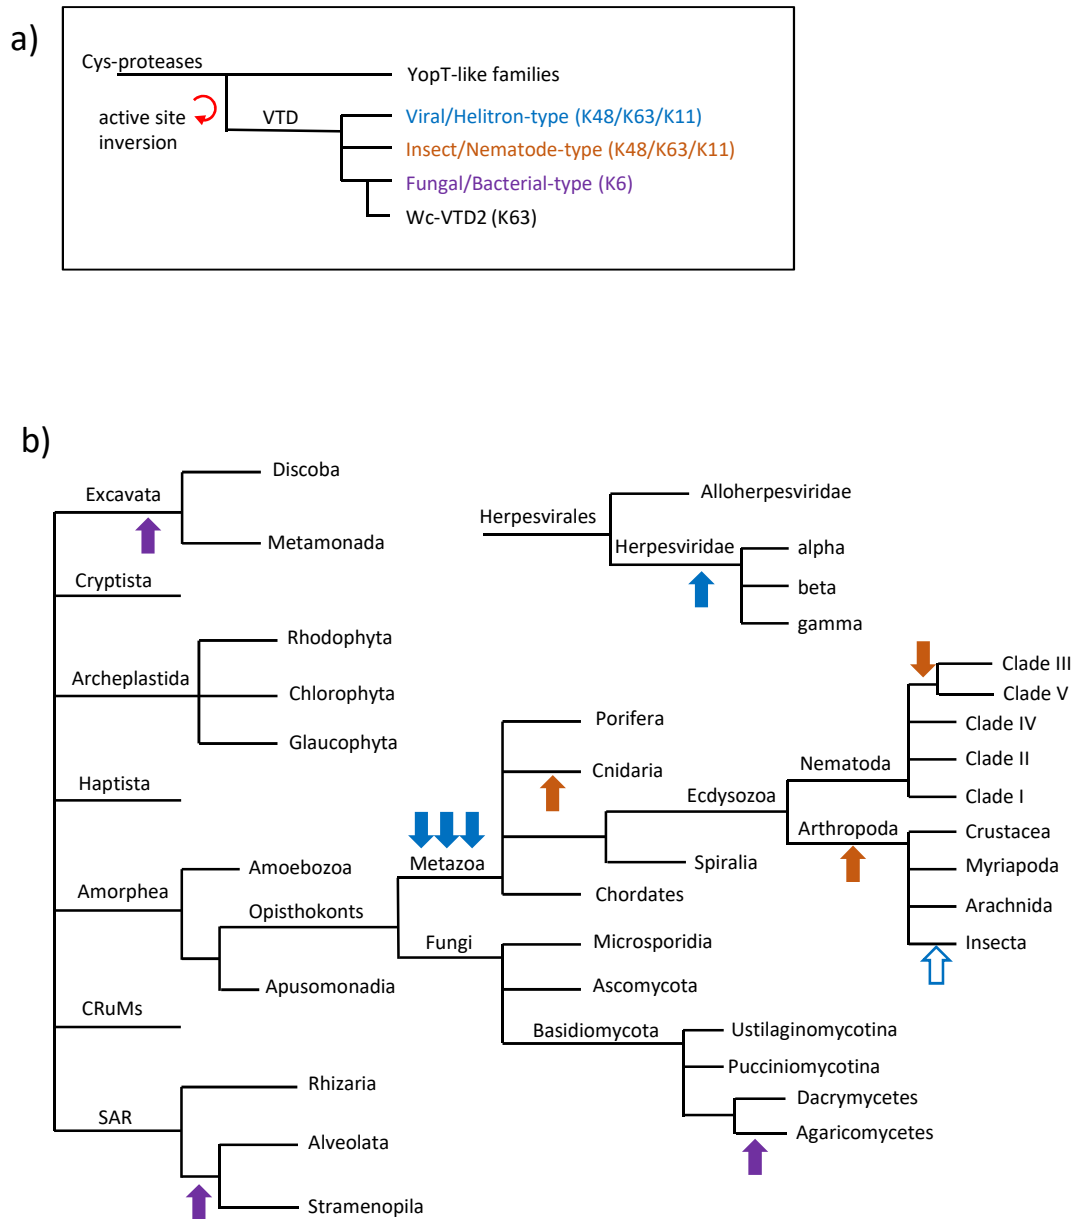 a)
Cys-proteases
YopT-like families
active site
inversion
VTD
Viral/Helitron-type (K48/K63/K11)
Insect/Nematode-type (K48/K63/K11)
Fungal/Bacterial-type (K6)
Wc-VTD2 (K63)
b)
Discoba
Excavata
Metamonada
Cryptista
Rhodophyta
Archeplastida
Chlorophyta
Glaucophyta
Haptista
Amoebozoa
Amorphea
Opisthokonts
Apusomonadia
CRuMs
Rhizaria
SAR
Alveolata
Stramenopila
Alloherpesviridae
Herpesvirales
Herpesviridae
alpha
beta
gamma
Porifera
Cnidaria
Metazoa
Ecdysozoa
Spiralia
Chordates
Nematoda
Clade III
Clade V
Clade IV
Clade II
Clade I
Arthropoda
Crustacea
Myriapoda
Arachnida
Insecta
Fungi
Microsporidia
Ascomycota
Basidiomycota
Ustilaginomycotina
Pucciniomycotina
Dacrymycetes
Agaricomycetes